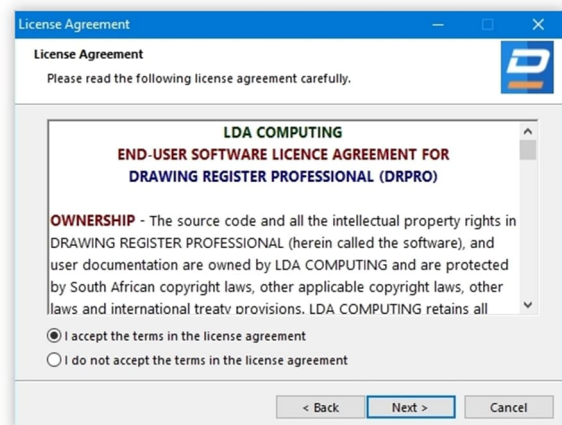 License Agreement
License Agreement
Please read the following license agreement carefully.
LDA COMPUTING
END-USER SOFTWARE LICENCE AGREEMENT FOR
DRAWING REGISTER PROFESSIONAL (DRPRO)
OWNERSHIP - The source code and all the intellectual property rights in
DRAWING REGISTER PROFESSIONAL (herein called the software), and
user documentation are owned by LDA COMPUTING and are protected
by South African copyright laws, other applicable copyright laws, other
laws and international treaty provisions. LDA COMPUTING retains all
I accept the terms in the license agreement
I do not accept the terms in the license agreement
< Back Next > Cancel